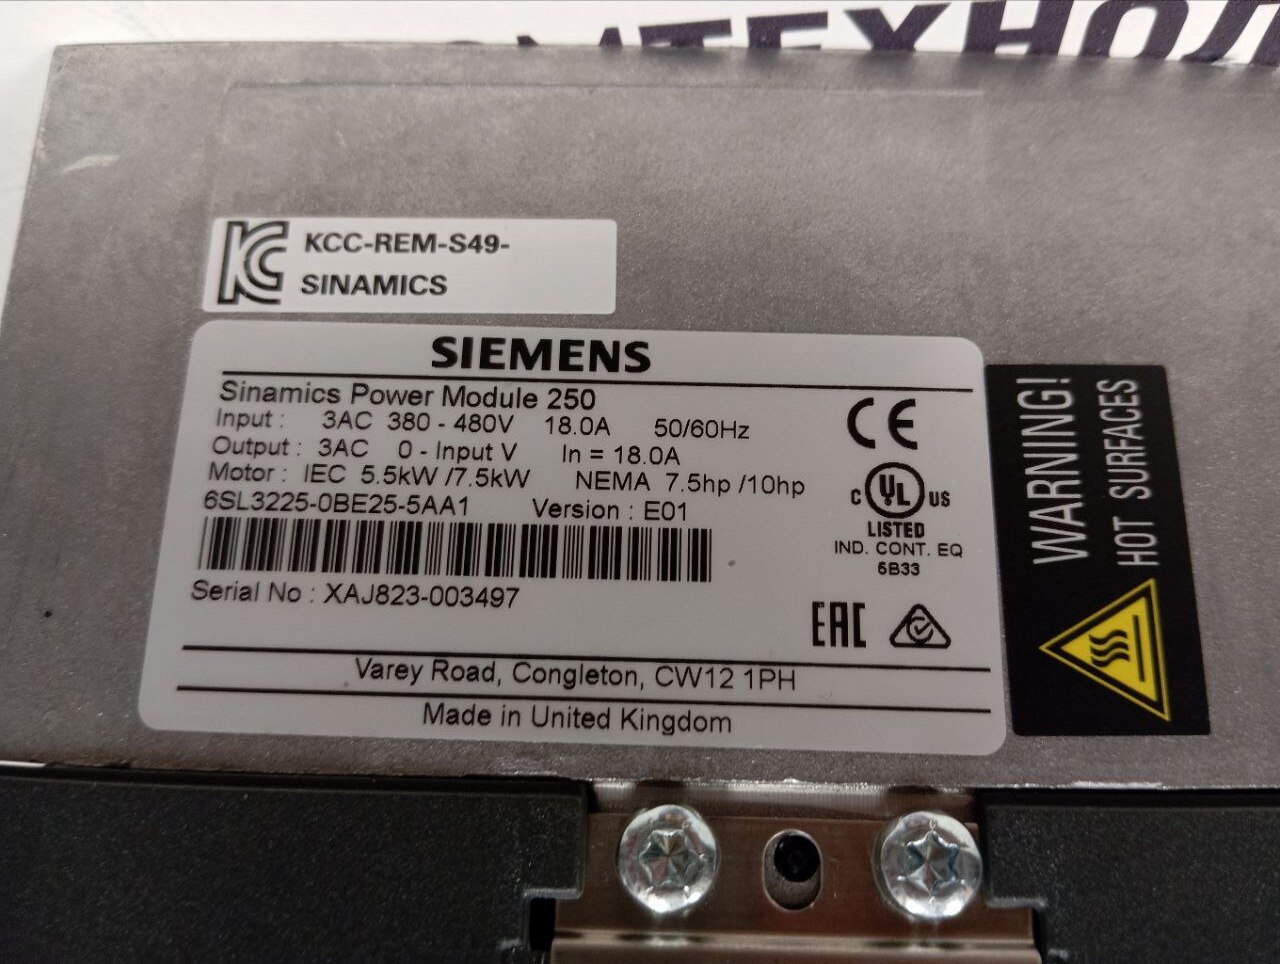 ОМТЕХНОЛ
KCC-REM-S49-
SINAMICS
SIEMENS
Sinamics Power Module 250
Input : 3AC 380 - 480V 18.0A 50/60Hz
Output : 3AC 0 - Input V In = 18.0A
Motor : IEC 5.5kW /7.5kW NEMA 7.5hp /10hp
6SL3225-0BE25-5AA1 Version : E01
Serial No : XAJ823-003497
CE
C UL US
LISTED
IND. CONT. EQ
6B33
EAC
Varey Road, Congleton, CW12 1PH
Made in United Kingdom
WARNING!
HOT SURFACES